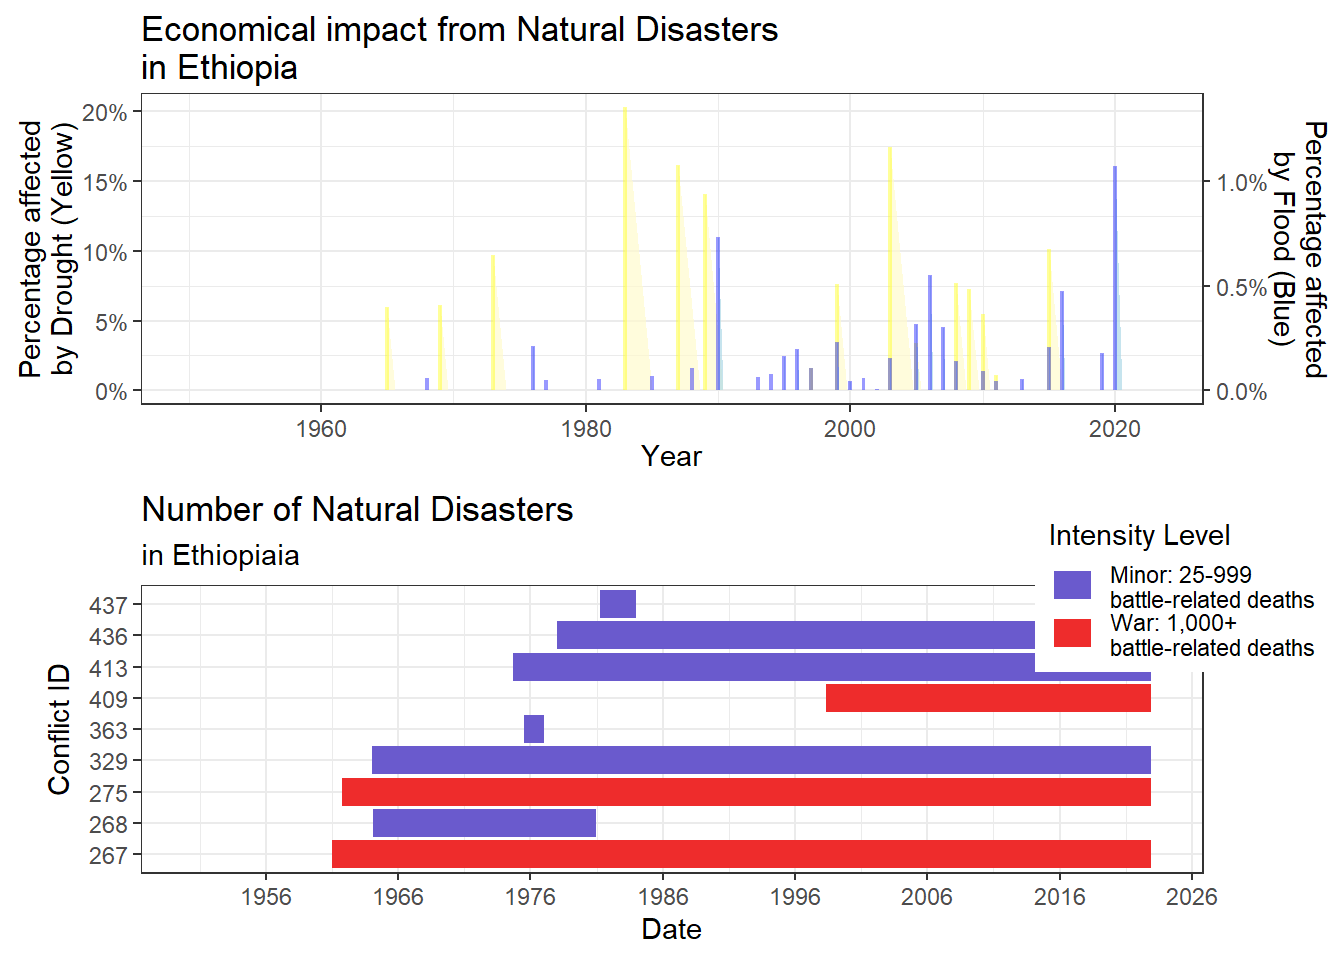 Economical impact from Natural Disasters
in Ethiopia
Percentage affected
by Drought (Yellow)
20%
15%
10%
5%
0%
1.0%
0.5%
0.0%
Percentage affected
by Flood (Blue)
1960
1980
2000
2020
Year
Number of Natural Disasters
in Ethiopiaia
Intensity Level
Minor: 25-999
battle-related deaths
War: 1,000+
battle-related deaths
Conflict ID
437
436
413
409
363
329
275
268
267
1956
1966
1976
1986
1996
2006
2016
2026
Date